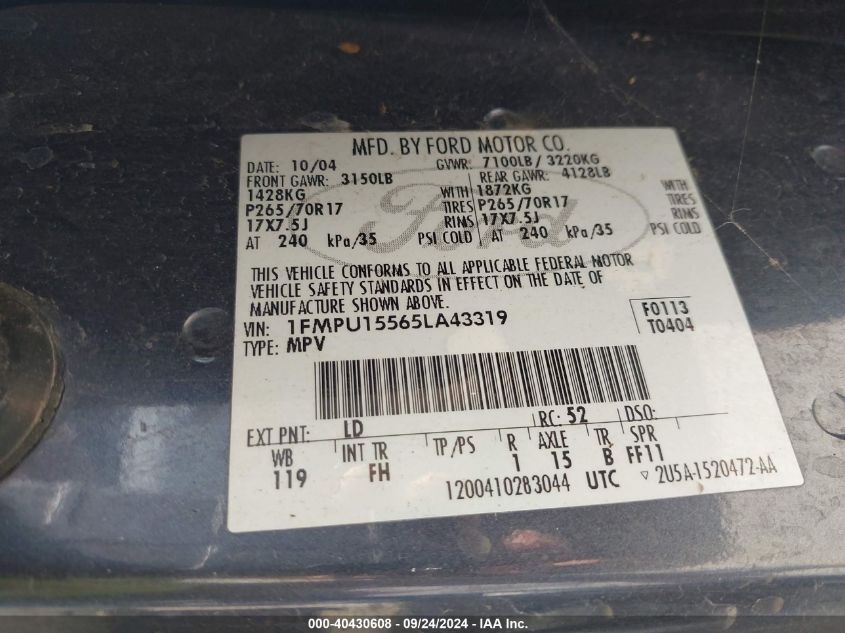 MFD. BY FORD MOTOR CO.
DATE: 10/04 GVWR: 7100LB / 3220KG
FRONT GAWR: 3150LB REAR GAWR: 4128LB
1428KG WITH 1872KG WITH
P265/70R17 TIRES P265/70R17 TIRES
17X7.5J RIMS 17X7.5J RIMS
AT 240 kPa/35 PSI COLD AT 240 kPa/35 PSI COLD
Ford
THIS VEHICLE CONFORMS TO ALL APPLICABLE FEDERAL MOTOR
VEHICLE SAFETY STANDARDS IN EFFECT ON THE DATE OF
MANUFACTURE SHOWN ABOVE.
VIN: 1FMPU15565LA43319 F0113
TYPE: MPV T0404
EXT PNT: LD RC: 52 DSO:
WB INT TR TP/PS R AXLE TR SPR
119 FH 1 15 B FF11
1200410283044 UTC ▽ 2U5A-1520472-AA
000-40430608 - 09/24/2024 - IAA Inc.